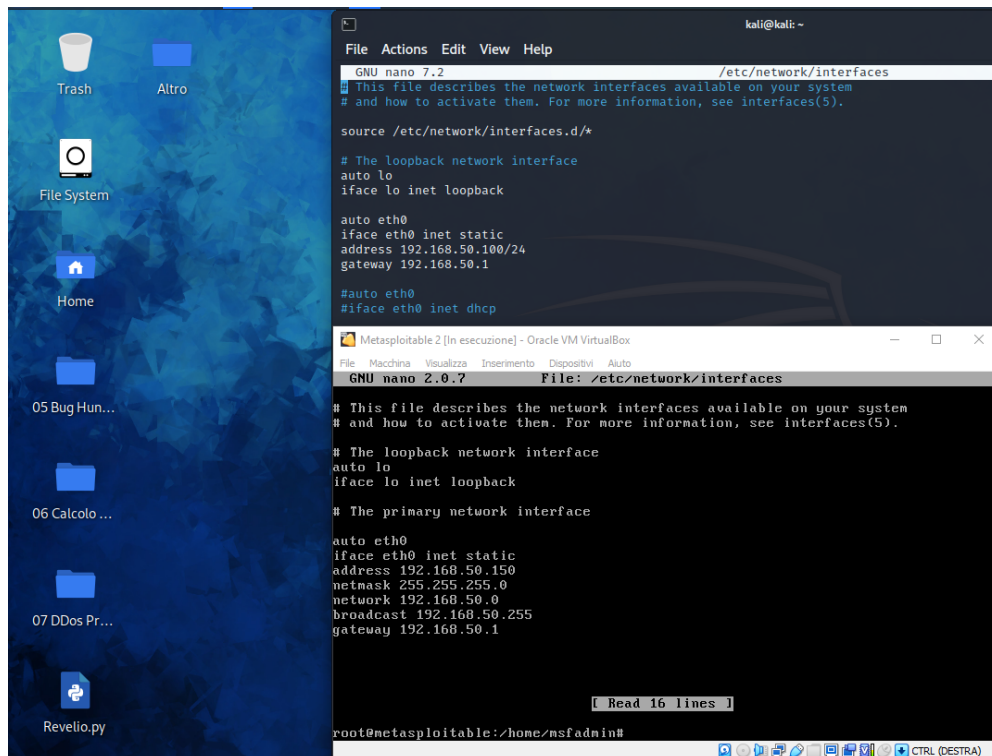 Trash
Altro
File System
Home
05 Bug Hun...
06 Calcolo ...
07 DDos Pr...
Revelio.py
kali@kali: ~
File Actions Edit View Help
GNU nano 7.2 /etc/network/interfaces
# This file describes the network interfaces available on your system
# and how to activate them. For more information, see interfaces(5).
source /etc/network/interfaces.d/*
# The loopback network interface
auto lo
iface lo inet loopback
auto eth0
iface eth0 inet static
address 192.168.50.100/24
gateway 192.168.50.1
#auto eth0
#iface eth0 inet dhcp
Metasploitable 2 [In esecuzione] - Oracle VM VirtualBox
File Macchina Visualizza Inserimento Dispositivi Aiuto
GNU nano 2.0.7 File: /etc/network/interfaces
# This file describes the network interfaces available on your system
# and how to activate them. For more information, see interfaces(5).
# The loopback network interface
auto lo
iface lo inet loopback
# The primary network interface
auto eth0
iface eth0 inet static
address 192.168.50.150
netmask 255.255.255.0
network 192.168.50.0
broadcast 192.168.50.255
gateway 192.168.50.1
[ Read 16 lines ]
root@metasploitable:/home/msfadmin#
CTRL (DESTRA)